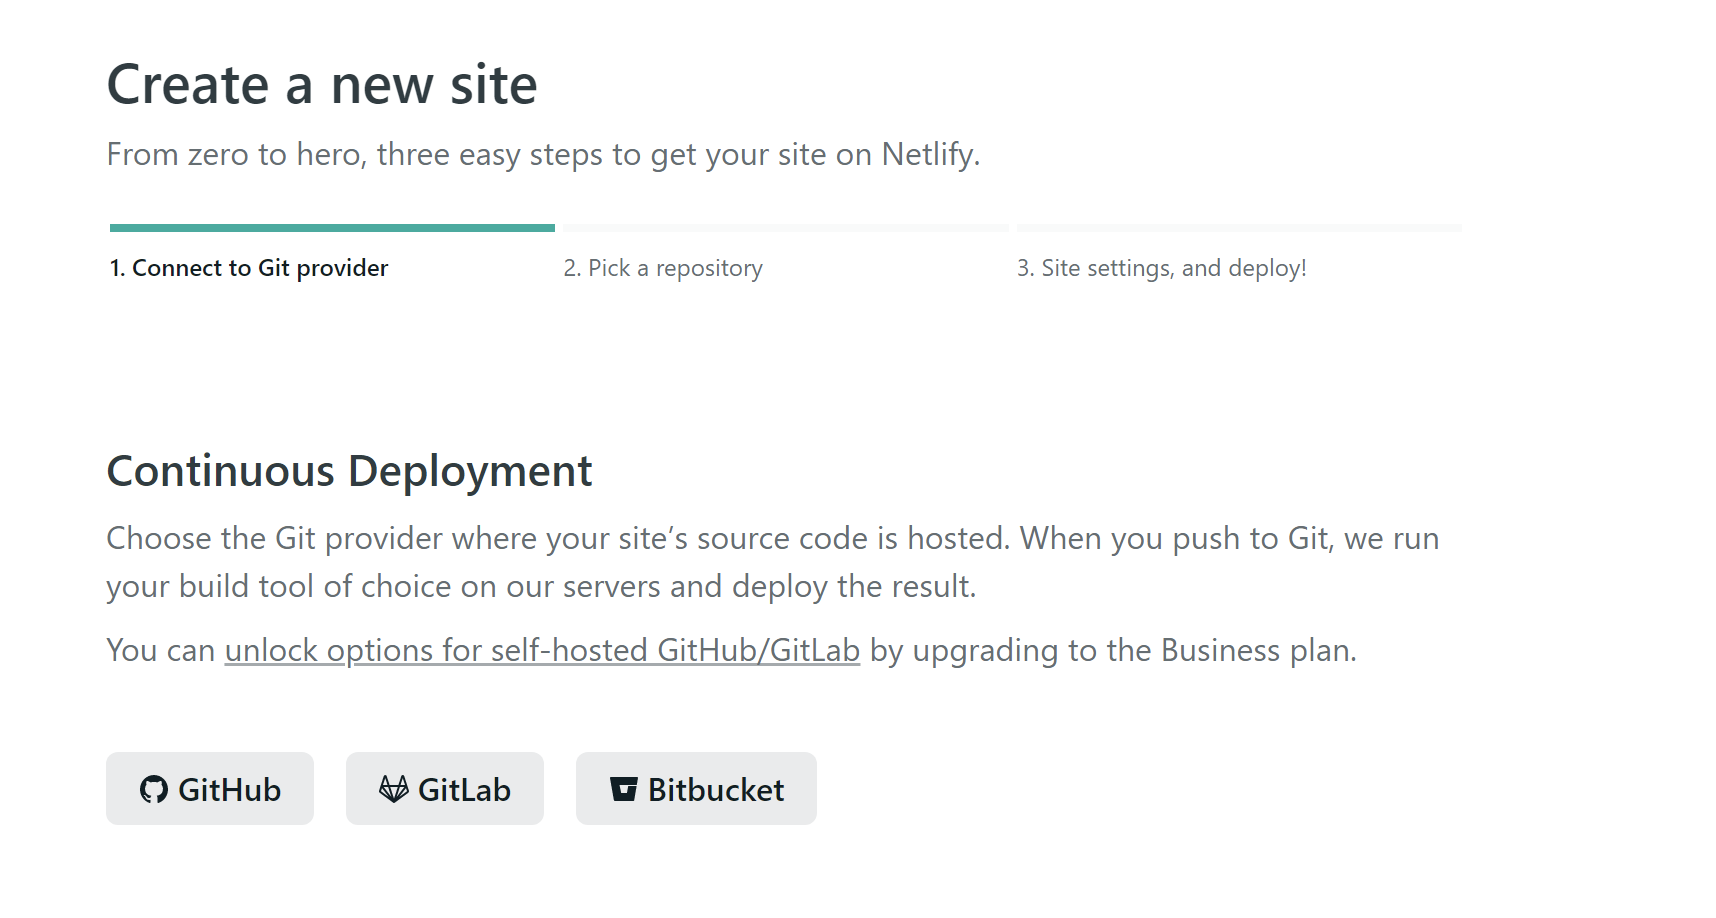 Create a new site
From zero to hero, three easy steps to get your site on Netlify.
1. Connect to Git provider
2. Pick a repository
3. Site settings, and deploy!
Continuous Deployment
Choose the Git provider where your site’s source code is hosted. When you push to Git, we run
your build tool of choice on our servers and deploy the result.
You can unlock options for self-hosted GitHub/GitLab by upgrading to the Business plan.
GitHub
GitLab
Bitbucket